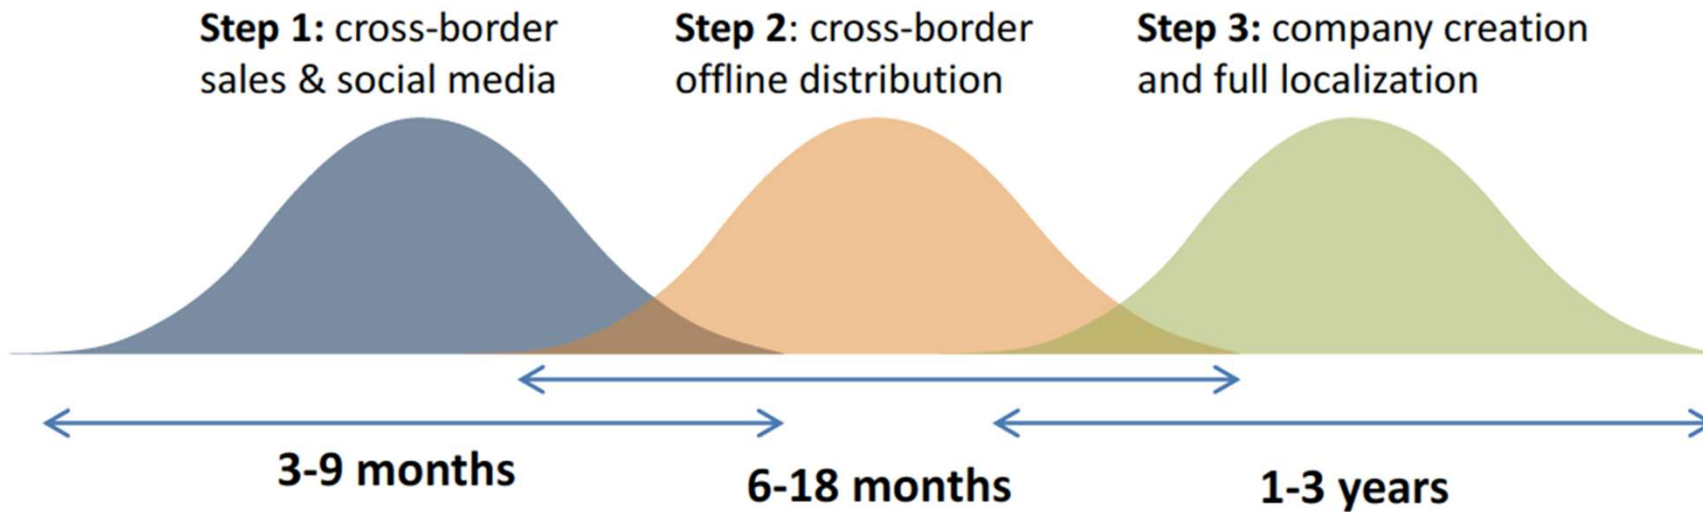 Step 1: cross-border
sales & social media
Step 2: cross-border
offline distribution
Step 3: company creation
and full localization
3-9 months
6-18 months
1-3 years